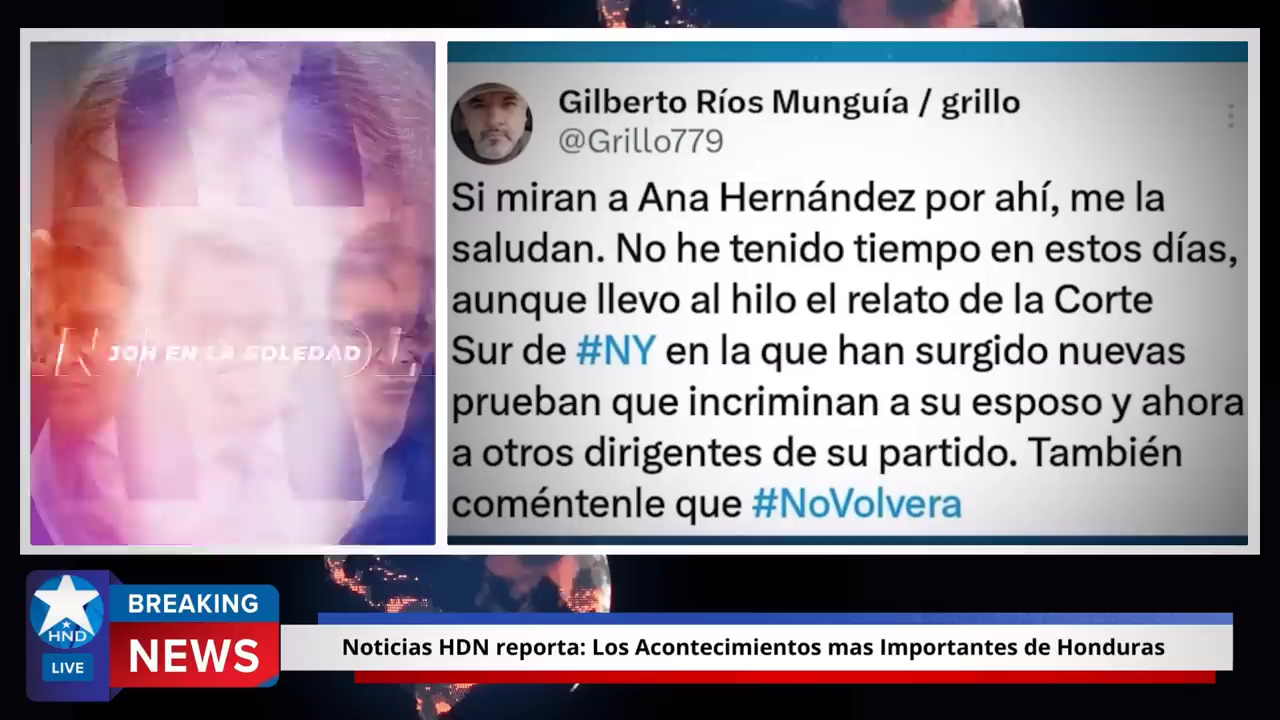 Gilberto Ríos Munguía / grillo
@Grillo779
Si miran a Ana Hernández por ahí, me la
saludan. No he tenido tiempo en estos días,
aunque llevo al hilo el relato de la Corte
Sur de #NY en la que han surgido nuevas
prueban que incriminan a su esposo y ahora
a otros dirigentes de su partido. También
coméntenle que #NoVolvera
JOH EN LA SOLEDAD
HND
LIVE
BREAKING
NEWS
Noticias HDN reporta: Los Acontecimientos mas Importantes de Honduras